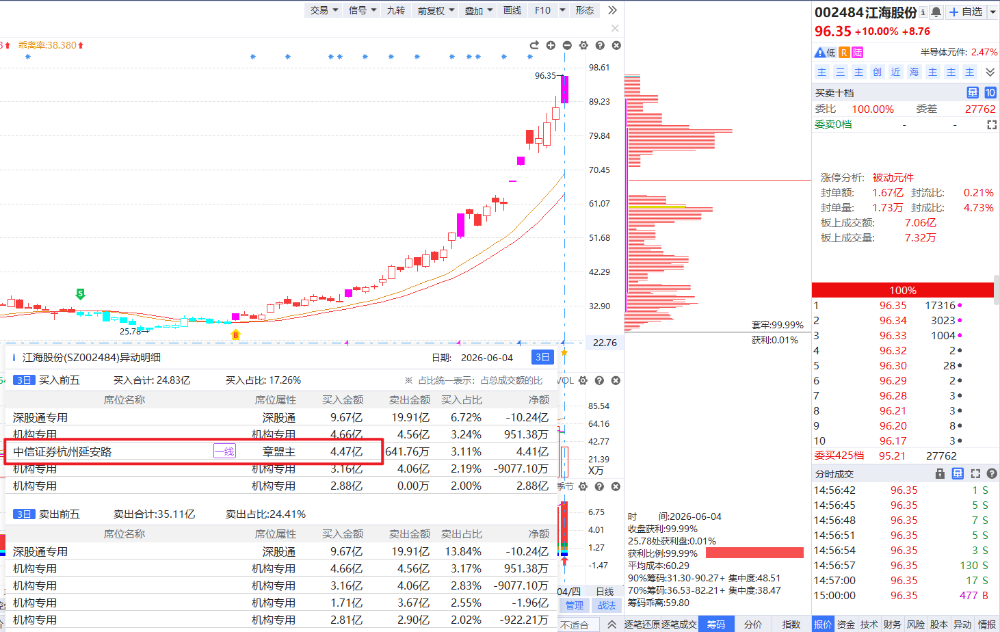 交易 信号 九转 前复权 叠加 画线 F10 形态
乖离率:38.380
96.35
25.78
S
B
98.61
89.23
79.84
70.45
61.07
51.68
42.29
32.90
22.76
江海股份(SZ002484)异动明细 日期: 2026-06-04 3日
3日 买入前五 买入合计: 24.83亿 买入占比: 17.26% ※ 占比统一表示：占总成交额的比
席位名称 席位属性 买入金额 卖出金额 买入占比 净额
深股通专用 深股通 9.67亿 19.91亿 6.72% -10.24亿
机构专用 机构专用 4.66亿 4.56亿 3.24% 951.38万
中信证券杭州延安路 一线 章盟主 4.47亿 641.76万 3.11% 4.41亿
机构专用 机构专用 3.16亿 4.06亿 2.19% -9077.10万
机构专用 机构专用 2.88亿 0.00万 2.00% 2.88亿
3日 卖出前五 卖出合计:35.11亿 卖出占比:24.41%
席位名称 席位属性 买入金额 卖出金额 卖出占比 净额
深股通专用 深股通 9.67亿 19.91亿 13.84% -10.24亿
机构专用 机构专用 4.66亿 4.56亿 3.17% 951.38万
机构专用 机构专用 3.16亿 4.06亿 2.83% -9077.10万
机构专用 机构专用 1.71亿 3.67亿 2.55% -1.96亿
机构专用 机构专用 2.81亿 2.90亿 2.02% -922.21万
VOL
85.54
64.16
42.77
21.39
X万
季节
6.75
4.01
1.27
-1.47
04/四 日线
管理 战法
不适合
套牢:99.99%
获利:0.01%
时 间:2026-06-04
收盘获利:99.99%
25.78处获利盘:0.01%
获利比例:99.99%
平均成本:60.29
90%筹码:31.30-90.27+ 集中度:48.51
70%筹码:36.53-82.21+ 集中度:38.47
筹码乖离:59.80
逐笔还原 逐笔成交 筹码 分价 指数
002484 江海股份 自选
96.35 +10.00% +8.76
低 R 陆 半导体元件: 2.47%
主 三 主 创 近 海 主 主 主
买卖十档 量 10
委比 100.00% 委差 27762
委卖0档 - -
涨停分析: 被动元件
封单额: 1.67亿 封流比: 0.21%
封单量: 1.73万 封成比: 4.73%
板上成交额: 7.06亿
板上成交量: 7.32万
100%
1 96.35 17316
2 96.34 3023
3 96.33 1004
4 96.32 2
5 96.30 28
6 96.29 2
7 96.28 3
8 96.21 3
9 96.20 8
10 96.17 3
委买425档 95.21 27762
分时成交 量
14:56:42 96.35 1 S
14:56:45 96.35 5 S
14:56:48 96.35 7 S
14:56:51 96.35 5 S
14:56:54 96.35 3 S
14:56:57 96.35 130 S
14:57:00 96.35 17 S
15:00:00 96.35 477 B
报价 资金 技术 财务 风险 股本 异动 情报